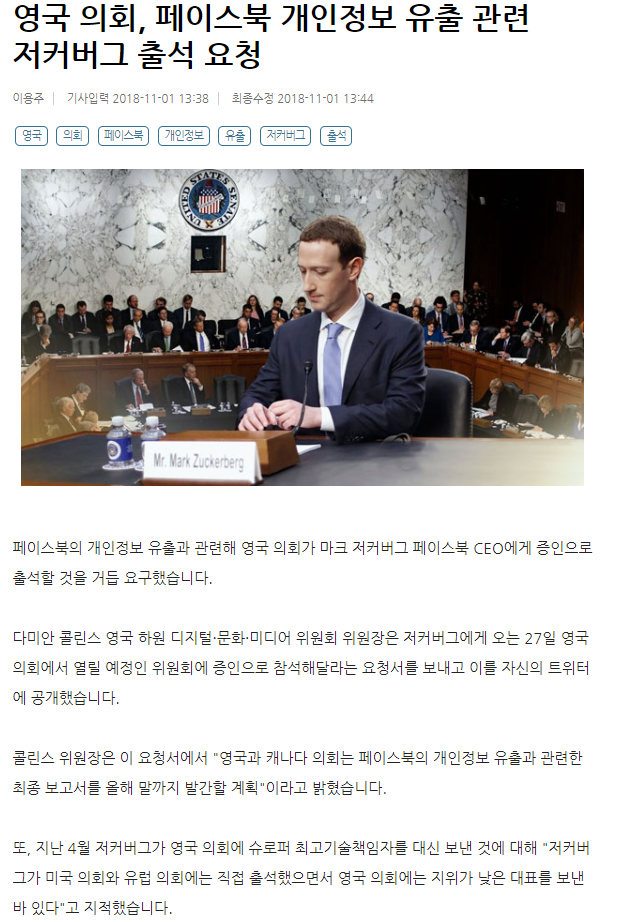 영국 의회, 페이스북 개인정보 유출 관련
저커버그 출석 요청
이용주 | 기사입력 2018-11-01 13:38 | 최종수정 2018-11-01 13:44
영국 의회 페이스북 개인정보 유출 저커버그 출석
UNITED STATES SENATE
Mr. Mark Zuckerberg
페이스북의 개인정보 유출과 관련해 영국 의회가 마크 저커버그 페이스북 CEO에게 증인으로
출석할 것을 거듭 요구했습니다.
다미안 콜린스 영국 하원 디지털·문화·미디어 위원회 위원장은 저커버그에게 오는 27일 영국
의회에서 열릴 예정인 위원회에 증인으로 참석해달라는 요청서를 보내고 이를 자신의 트위터
에 공개했습니다.
콜린스 위원장은 이 요청서에서 "영국과 캐나다 의회는 페이스북의 개인정보 유출과 관련한
최종 보고서를 올해 말까지 발간할 계획"이라고 밝혔습니다.
또, 지난 4월 저커버그가 영국 의회에 슈로퍼 최고기술책임자를 대신 보낸 것에 대해 "저커버
그가 미국 의회와 유럽 의회에는 직접 출석했으면서 영국 의회에는 지위가 낮은 대표를 보낸
바 있다"고 지적했습니다.